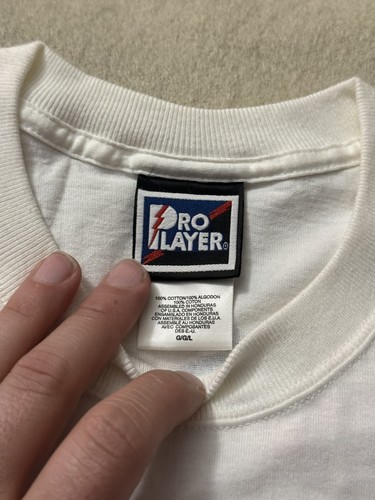 PRO
PLAYER®
100% COTTON/100% ALGODON
100% COTON
ASSEMBLED IN HONDURAS
OF U.S.A. COMPONENTS
ENSAMBLADO EN HONDURAS
CON MATERIALES DE LOS E.U.A.
ASSEMBLÉ AU HONDURAS
AVEC COMPOSANTES
DES E.-U.
G/G/L